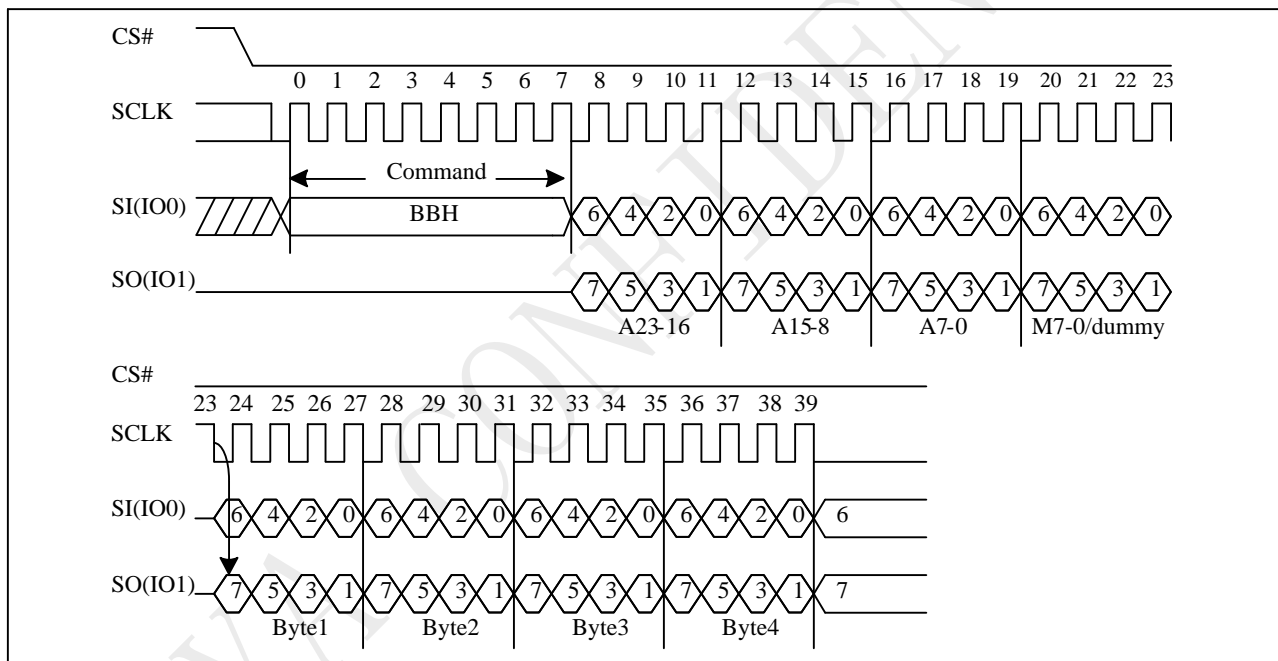 CS#
0 1 2 3 4 5 6 7 8 9 10 11 12 13 14 15 16 17 18 19 20 21 22 23
SCLK
Command
SI(IO0) BBH 6 4 2 0 6 4 2 0 6 4 2 0 6 4 2 0
SO(IO1) 7 5 3 1 7 5 3 1 7 5 3 1 7 5 3 1
A23-16 A15-8 A7-0 M7-0/dummy
CS#
23 24 25 26 27 28 29 30 31 32 33 34 35 36 37 38 39
SCLK
SI(IO0) 6 4 2 0 6 4 2 0 6 4 2 0 6 4 2 0 6
SO(IO1) 7 5 3 1 7 5 3 1 7 5 3 1 7 5 3 1 7
Byte1 Byte2 Byte3 Byte4